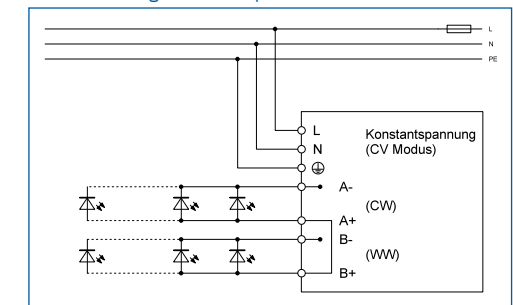 L
N
PE
L
Konstantspannung
(CV Modus)
N
A-
(CW)
A+
B-
(WW)
B+